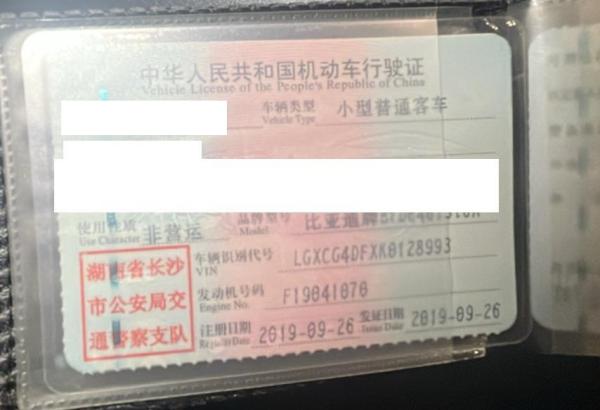 中华人民共和国机动车行驶证
Vehicle License of the People's Republic of China
车辆类型 小型普通客车
Vehicle Type
使用性质 非营运 品牌型号 比亚迪牌
Use Character Model
湖南省长沙
市公安局交
通警察支队
车辆识别代号 LGXCG4DFXK0128993
VIN
发动机号码 F19041070
Engine No.
注册日期 2019-09-26 发证日期 2019-09-26
Register Date Issue Date